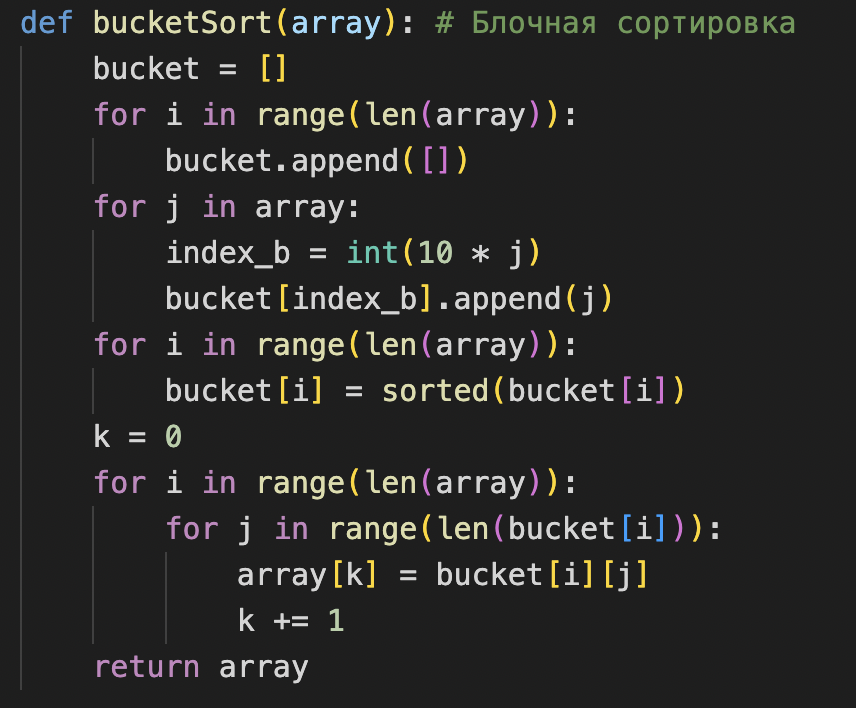 def bucketSort(array): # Блочная сортировка
    bucket = []
    for i in range(len(array)):
        bucket.append([])
    for j in array:
        index_b = int(10 * j)
        bucket[index_b].append(j)
    for i in range(len(array)):
        bucket[i] = sorted(bucket[i])
    k = 0
    for i in range(len(array)):
        for j in range(len(bucket[i])):
            array[k] = bucket[i][j]
            k += 1
    return array